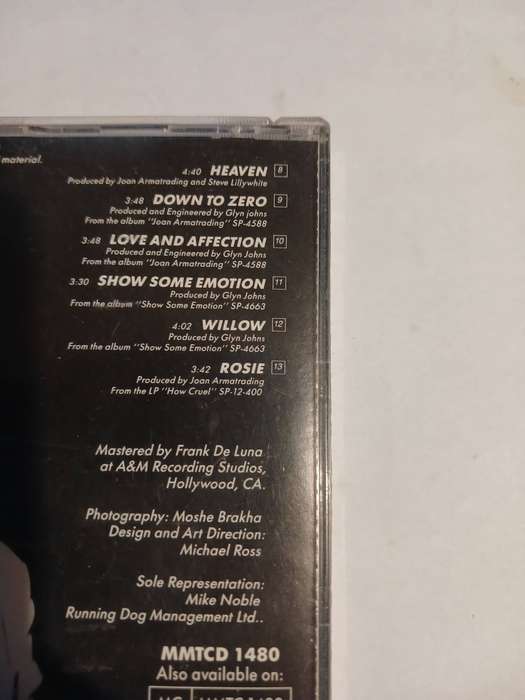 material.
4:40 HEAVEN 8
Produced by Joan Armatrading and Steve Lillywhite
3:48 DOWN TO ZERO 9
Produced and Engineered by Glyn Johns
From the album "Joan Armatrading" SP-4588
3:48 LOVE AND AFFECTION 10
Produced and Engineered by Glyn Johns
From the album "Joan Armatrading" SP-4588
3:30 SHOW SOME EMOTION 11
Produced by Glyn Johns
From the album "Show Some Emotion" SP-4663
4:02 WILLOW 12
Produced by Glyn Johns
From the album "Show Some Emotion" SP-4663
3:42 ROSIE 13
Produced by Joan Armatrading
From the LP "How Cruel" SP-12-400
Mastered by Frank De Luna
at A&M Recording Studios,
Hollywood, CA.
Photography: Moshe Brakha
Design and Art Direction:
Michael Ross
Sole Representation:
Mike Noble
Running Dog Management Ltd..
MMTCD 1480
Also available on: